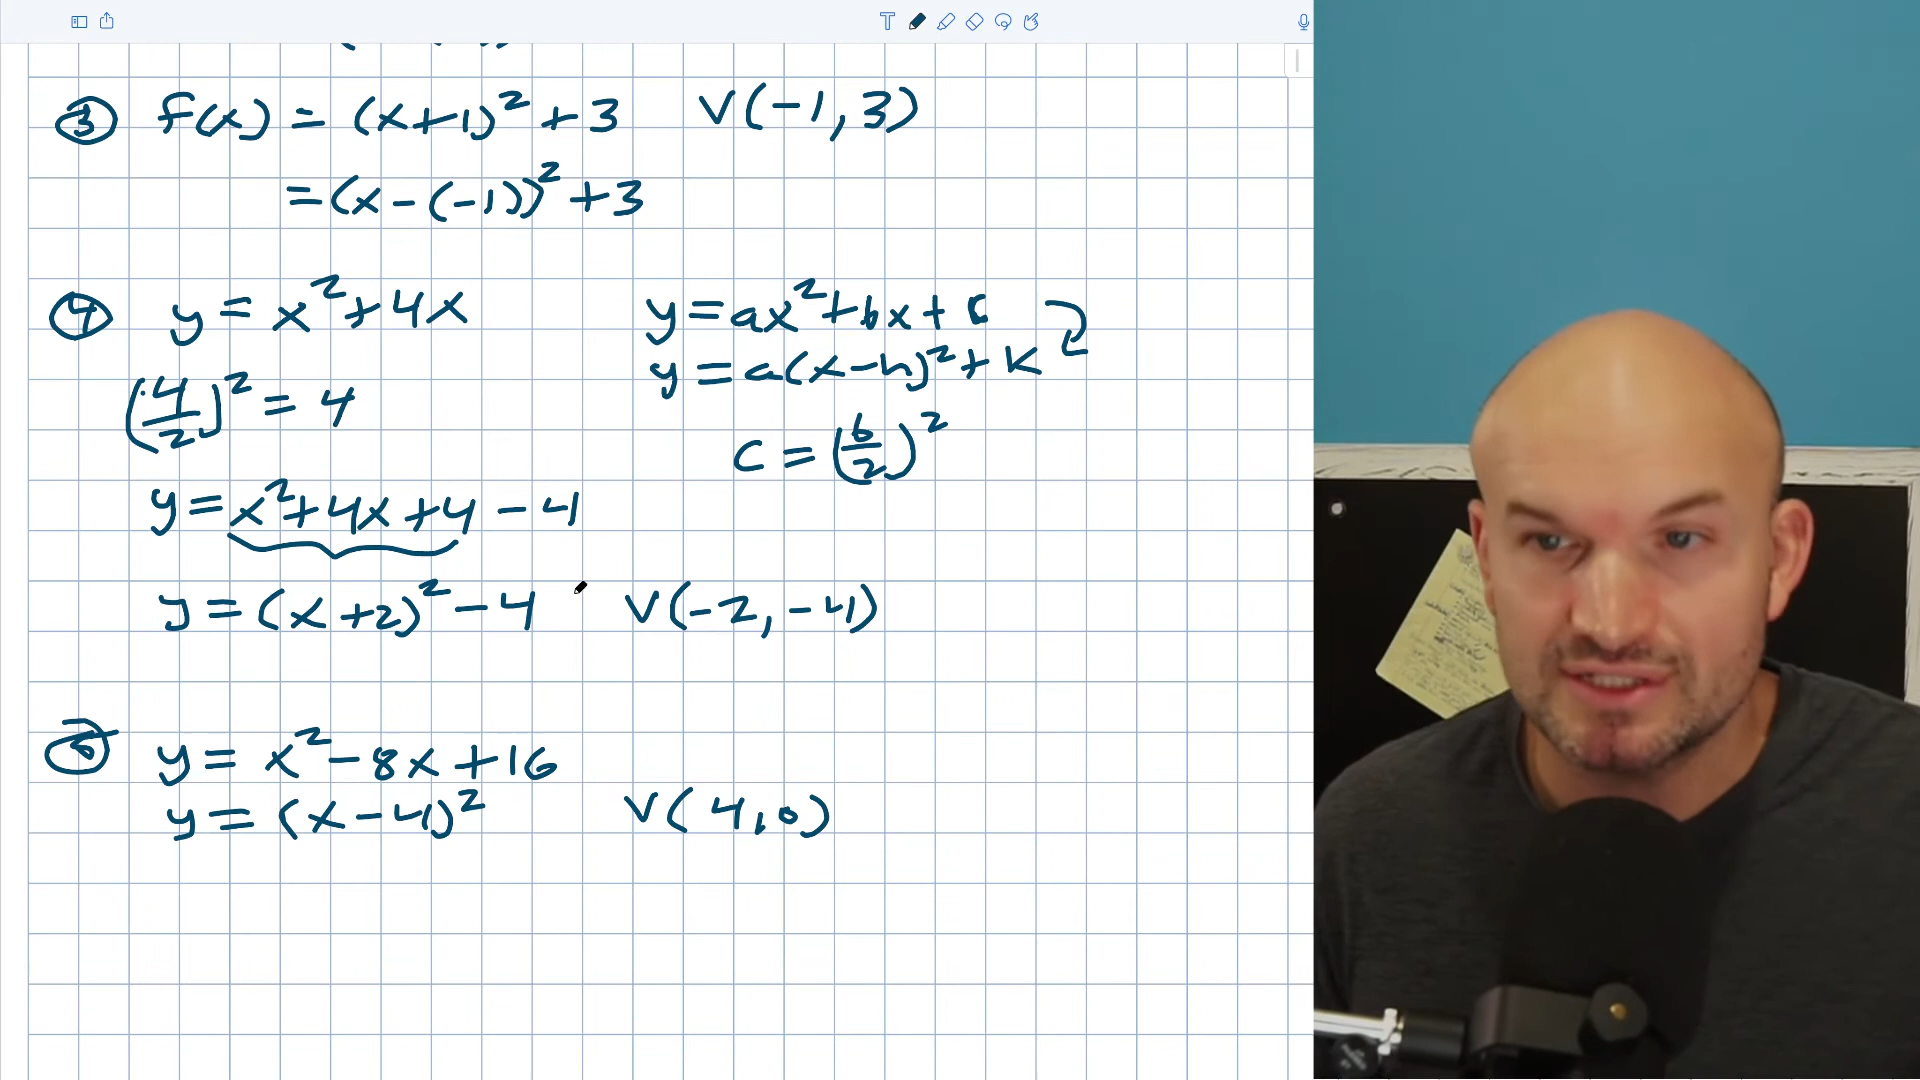 ③ f(x) = (x+1)² + 3   V(-1, 3)
= (x - (-1))² + 3
④ y = x² + 4x   y = ax² + bx + c
y = a(x-h)² + k
(4/2)² = 4   c = (b/2)²
y = x² + 4x + 4 - 4
y = (x+2)² - 4   V(-2, -4)
⑤ y = x² - 8x + 16
y = (x-4)²   V(4, 0)